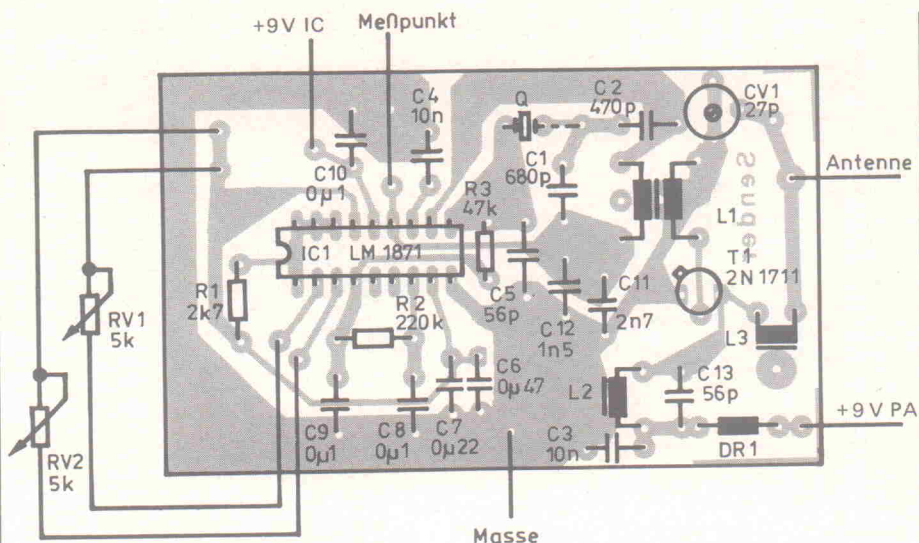 +9V IC
Meßpunkt
C4
10n
Q
C2
470p
CV1
27p
C10
0µ1
C1
680p
R3
47k
Antenne
Sender
L1
IC1 LM 1871
T1
2N 1711
R1
2k7
RV1
5k
R2
220k
C5
56p
C12
1n5
C11
2n7
L3
C6
0µ47
L2
C13
56p
+9V PA
RV2
5k
C9
0µ1
C8
0µ1
C7
0µ22
C3
10n
DR1
Masse